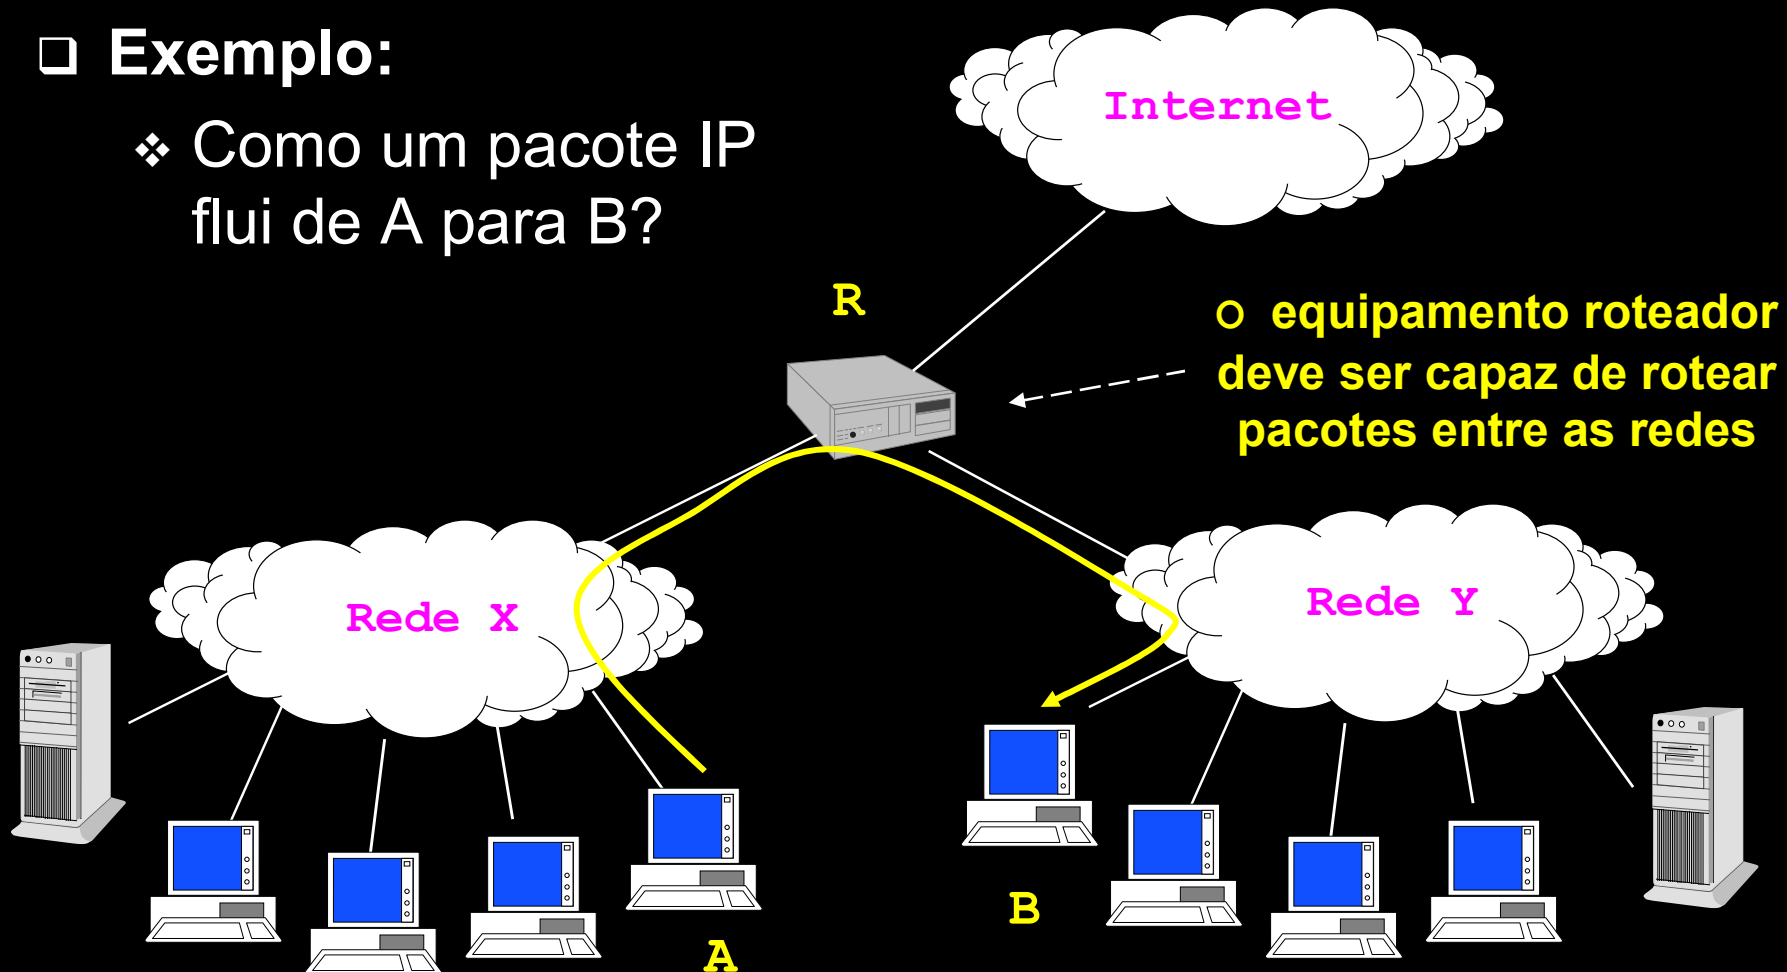 Exemplo:
Como um pacote IP
flui de A para B?
Internet
R
O equipamento roteador
deve ser capaz de rotear
pacotes entre as redes
Rede X
Rede Y
B
A